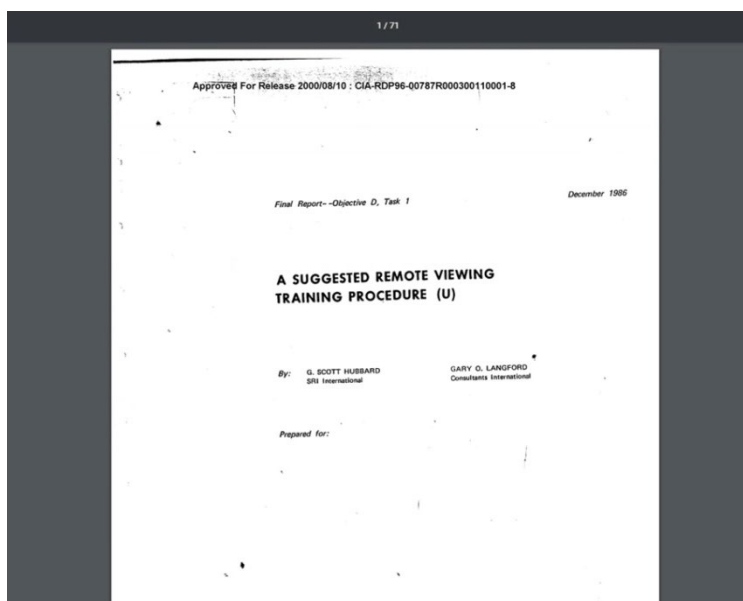 1 / 71
Approved For Release 2000/08/10 : CIA-RDP96-00787R000300110001-8
Final Report--Objective D, Task 1
December 1986
A SUGGESTED REMOTE VIEWING
TRAINING PROCEDURE (U)
By: G. SCOTT HUBBARD
SRI International
GARY O. LANGFORD
Consultants International
Prepared for: